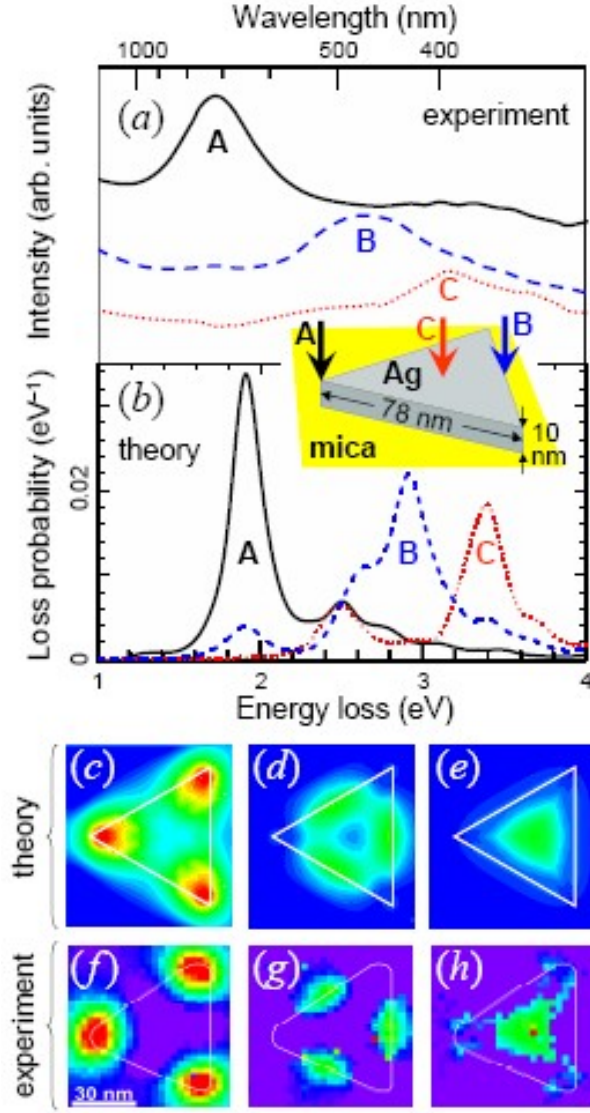 Wavelength (nm)
1000 500 400
(a) experiment
A
B
C
Intensity (arb. units)
A C B
Ag
78 nm
10
nm
mica
(b)
theory
A B C
Loss probability (eV⁻¹)
0.02
0
1 2 3 4
Energy loss (eV)
theory
(c) (d) (e)
experiment
(f) (g) (h)
30 nm